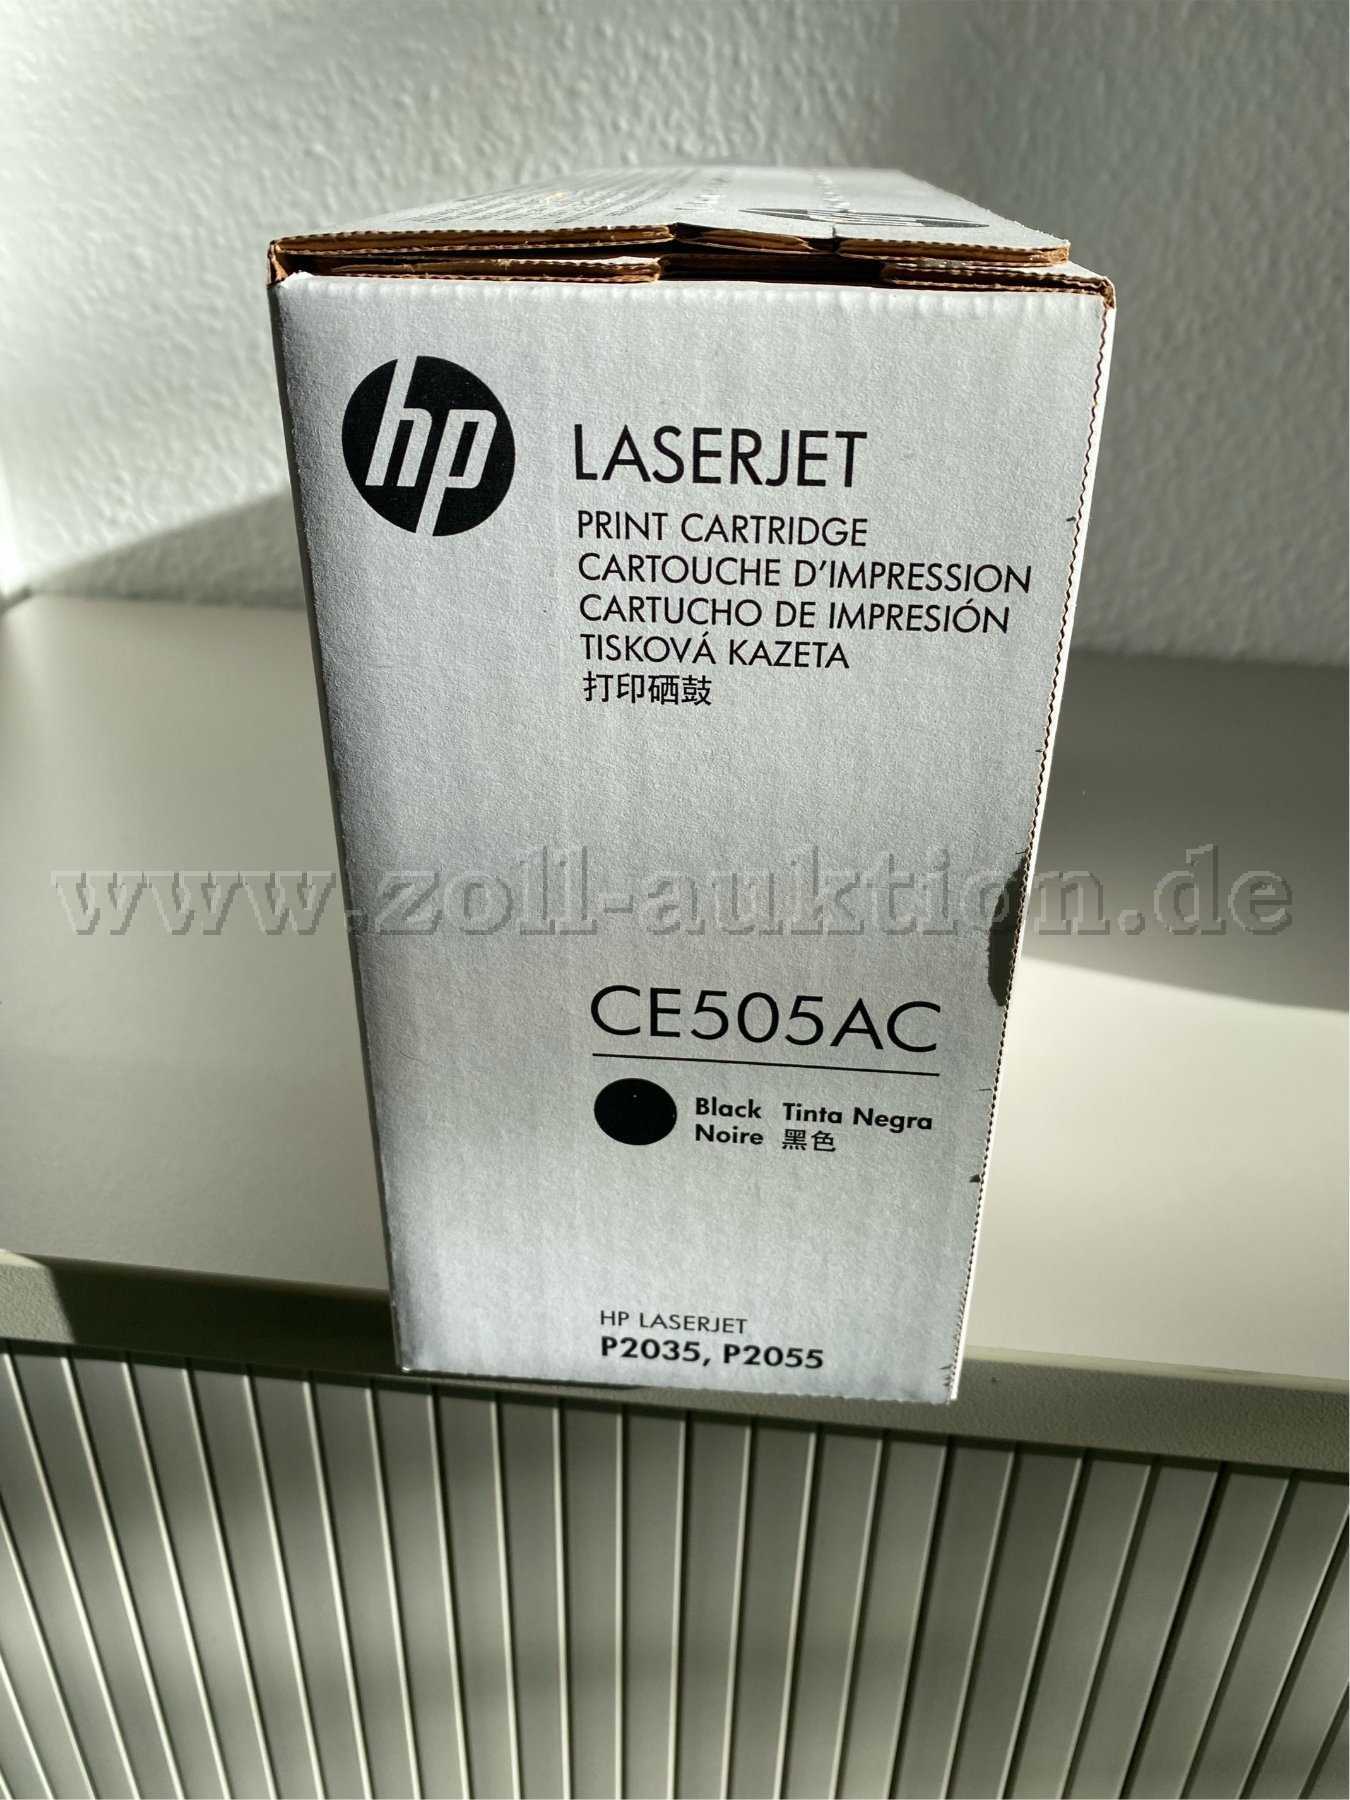 hp
LASERJET
PRINT CARTRIDGE
CARTOUCHE D'IMPRESSION
CARTUCHO DE IMPRESIÓN
TISKOVÁ KAZETA
打印硒鼓
www.zoll-auktion.de
CE505AC
Black Tinta Negra
Noire 黑色
HP LASERJET
P2035, P2055